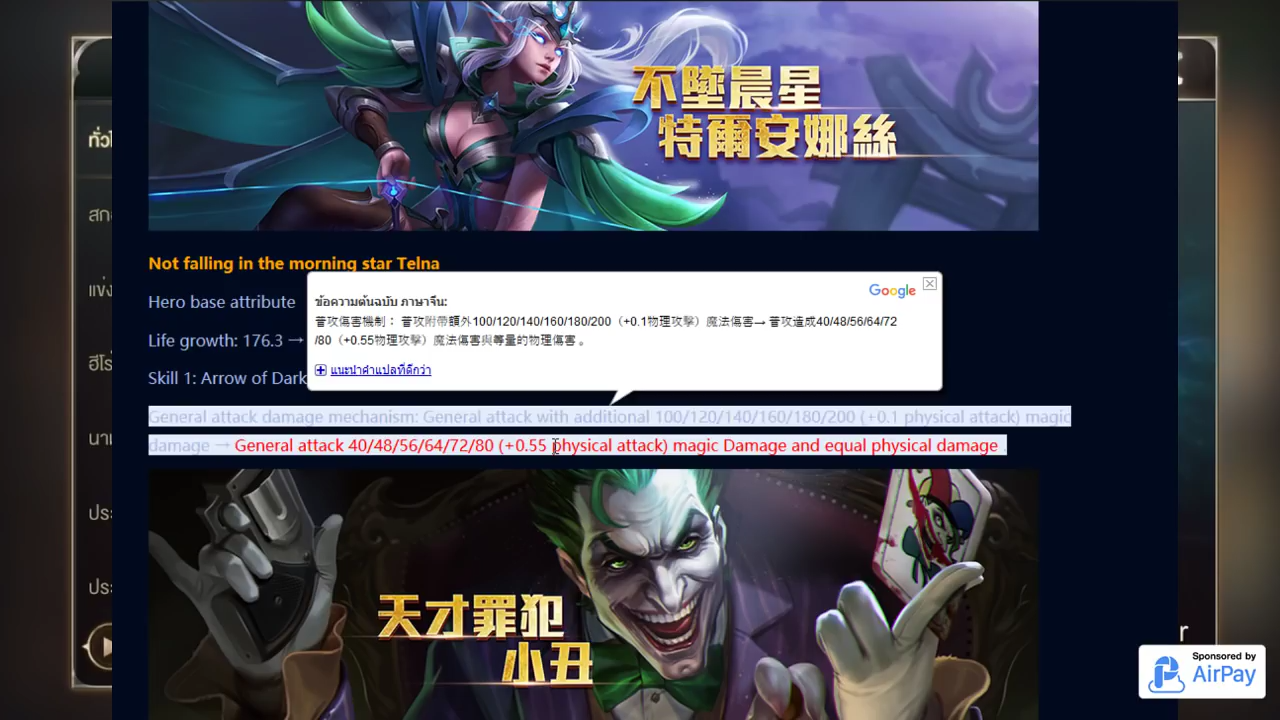 不墜晨星
特爾安娜絲
ทั่วไ
Not falling in the morning star Telna
Hero base attribute
Life growth: 176.3 →
Skill 1: Arrow of Dark
Google
ข้อความต้นฉบับ ภาษาจีน:
普攻傷害機制： 普攻附帶額外100/120/140/160/180/200（+0.1物理攻擊）魔法傷害→ 普攻造成40/48/56/64/72
/80（+0.55物理攻擊）魔法傷害與等量的物理傷害 。
แนะนำคำแปลที่ดีกว่า
General attack damage mechanism: General attack with additional 100/120/140/160/180/200 (+0.1 physical attack) magic
damage → General attack 40/48/56/64/72/80 (+0.55 physical attack) magic Damage and equal physical damage .
สกิ
แข่ง
ฮีโร
นาม
ประ
ประ
天才罪犯
小丑
r
Sponsored by
AirPay